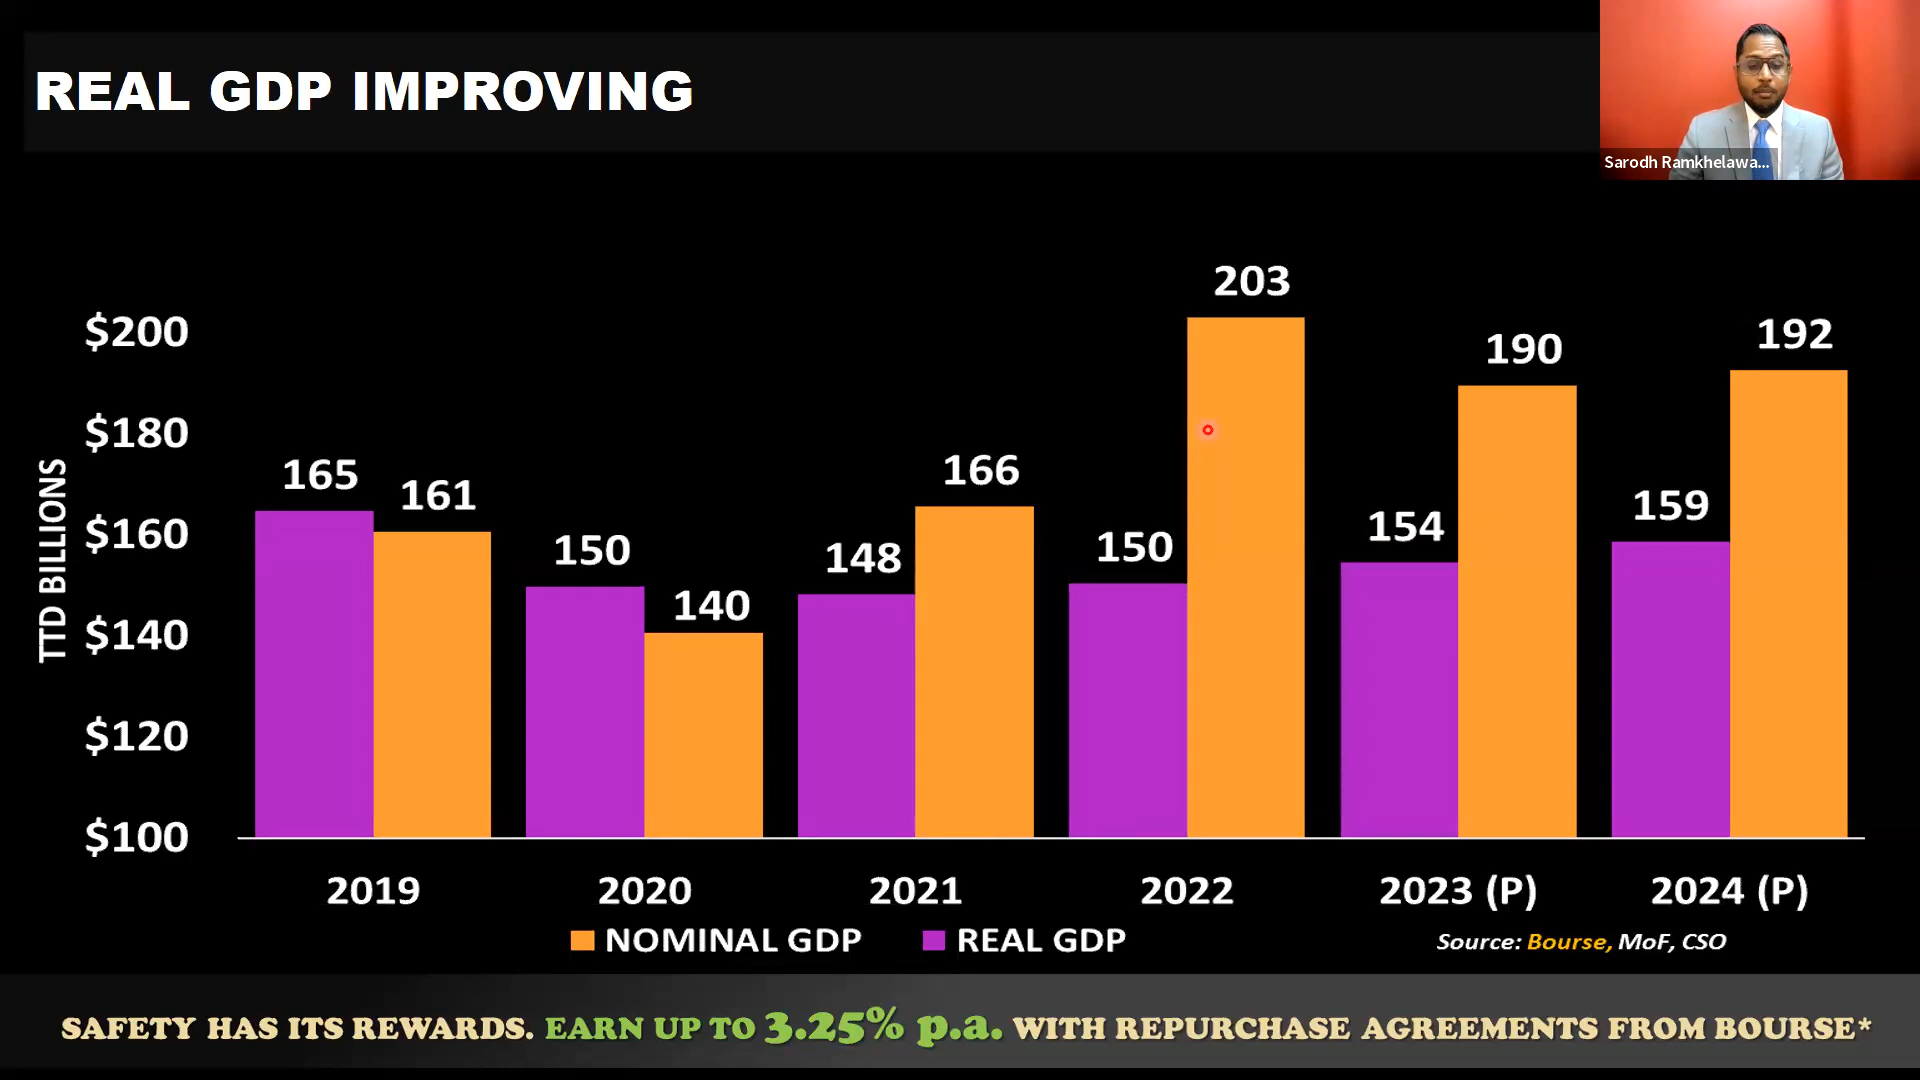 REAL GDP IMPROVING
Sarodh Ramkhelawa...
TTD BILLIONS
$200
$180
$160
$140
$120
$100
165
161
150
140
148
166
150
203
154
190
159
192
2019
2020
2021
2022
2023 (P)
2024 (P)
NOMINAL GDP
REAL GDP
Source: Bourse, MoF, CSO
SAFETY HAS ITS REWARDS. EARN UP TO 3.25% p.a. WITH REPURCHASE AGREEMENTS FROM BOURSE*